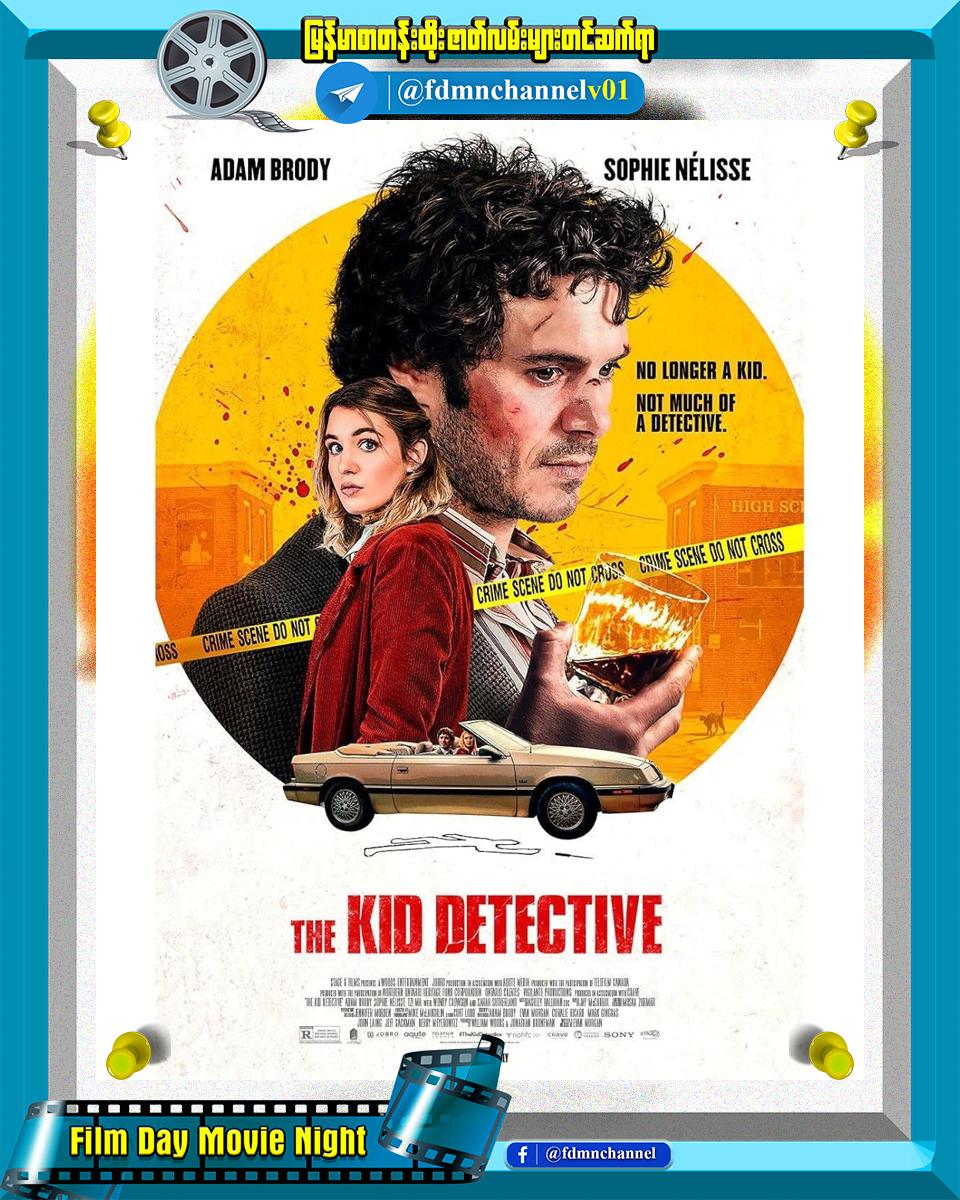 မြန်မာစာတန်းထိုး ဇာတ်လမ်းများတင်ဆက်ရာ
@fdmnchannelv01
ADAM BRODY
SOPHIE NÉLISSE
NO LONGER A KID.
NOT MUCH OF
A DETECTIVE.
HIGH SC
CRIME SCENE DO NOT CROSS
CRIME SCENE DO NOT CROSS
OSS CRIME SCENE DO NOT C
THE KID DETECTIVE
R
SONY
Film Day Movie Night
@fdmnchannel